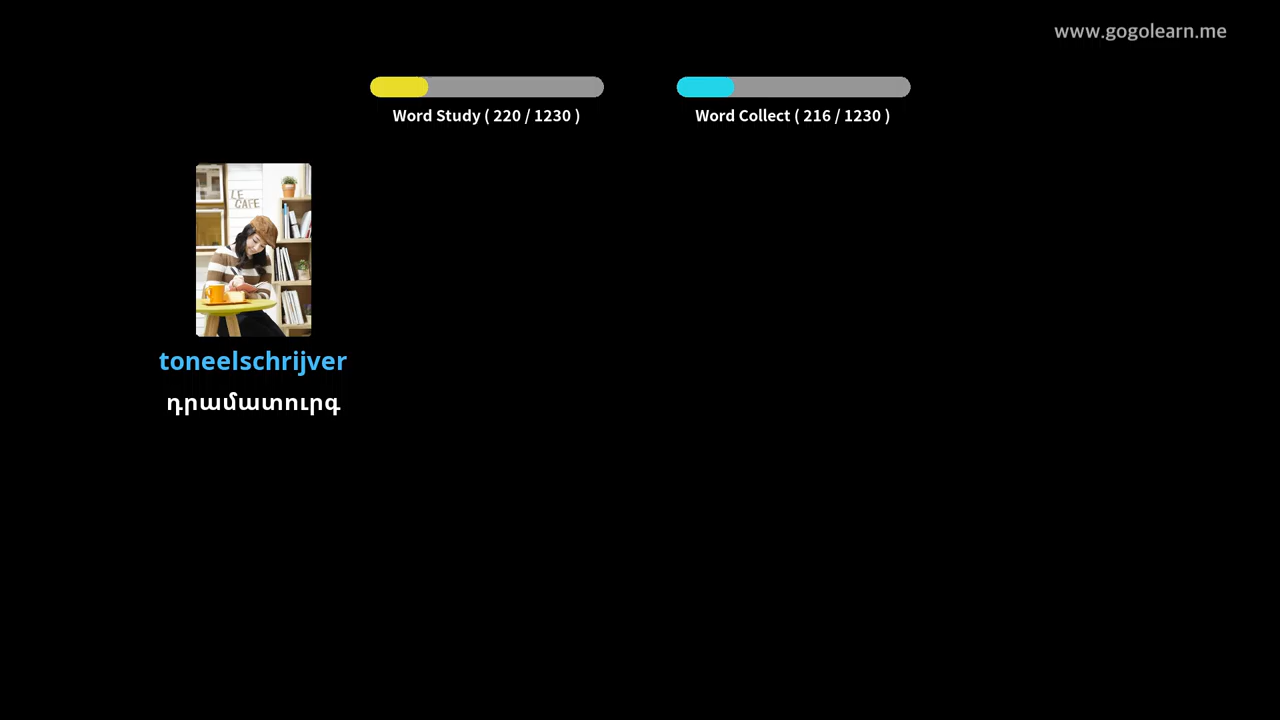 www.gogolearn.me
Word Study ( 220 / 1230 )
Word Collect ( 216 / 1230 )
LE
CAFE
toneelschrijver
դրամատուրգ